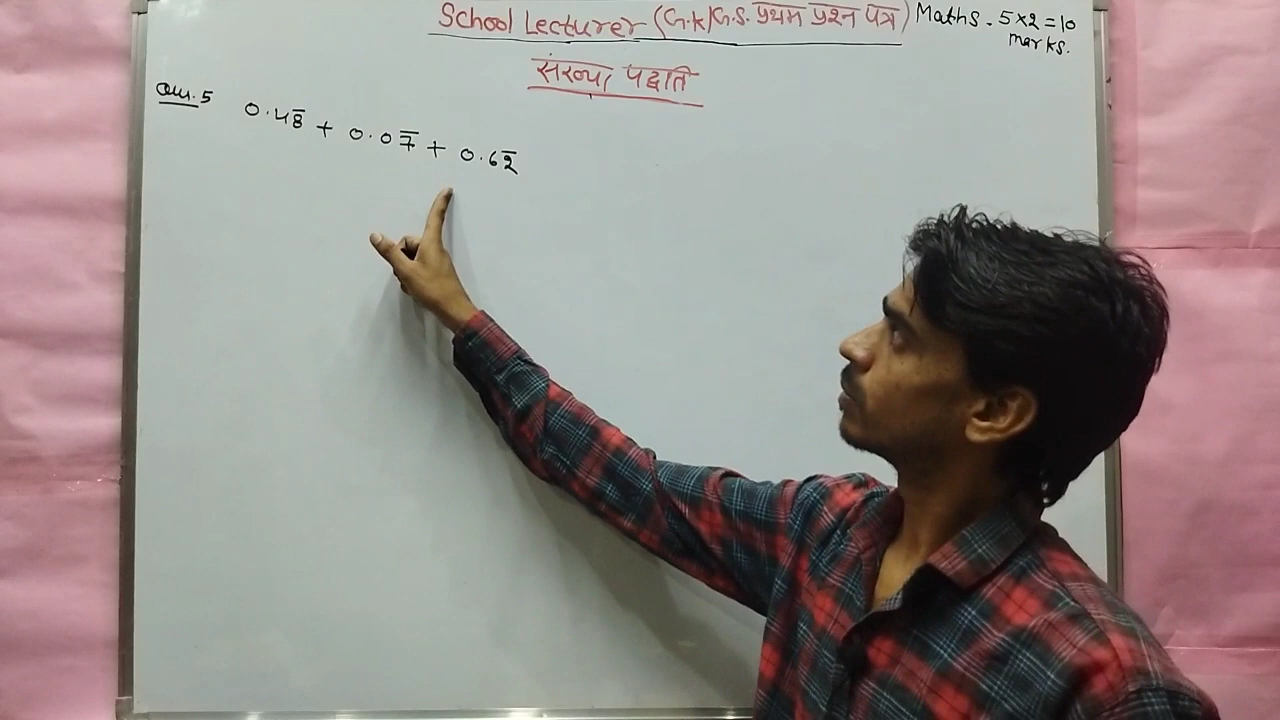 School Lecturer (G.K/G.S. प्रथम प्रश्न पत्र) Maths. 5×2=10
marks.
संख्या पद्धति
Que. 5 0.48̅ + 0.07̅ + 0.62̅